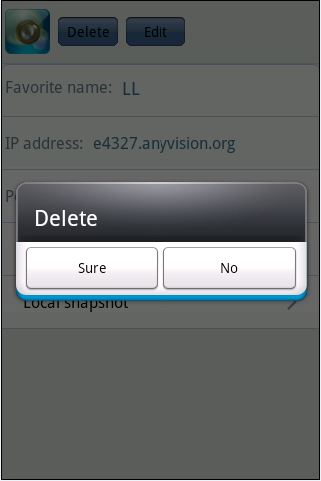 Delete Edit
Favorite name: LL
IP address: e4327.anyvision.org
Delete
Sure No
Local snapshot